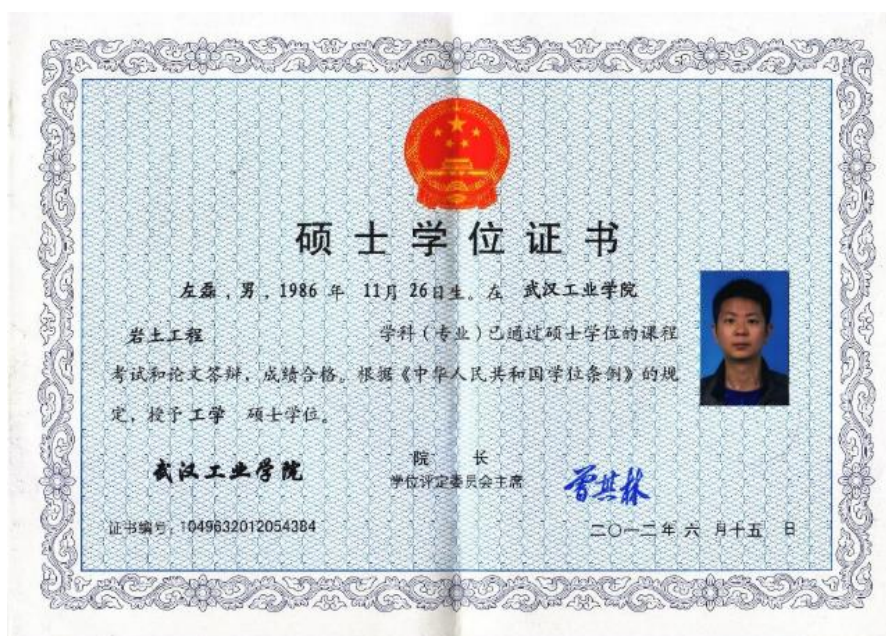 硕士学位证书
左磊，男，1986 年 11月 26日生。在 武汉工业学院
岩土工程 学科（专业）已通过硕士学位的课程
考试和论文答辩，成绩合格。根据《中华人民共和国学位条例》的规
定，授予工学 硕士学位。
武汉工业学院
院 长
学位评定委员会主席
证书编号：1049632012054384
二〇一二年 六 月十五 日